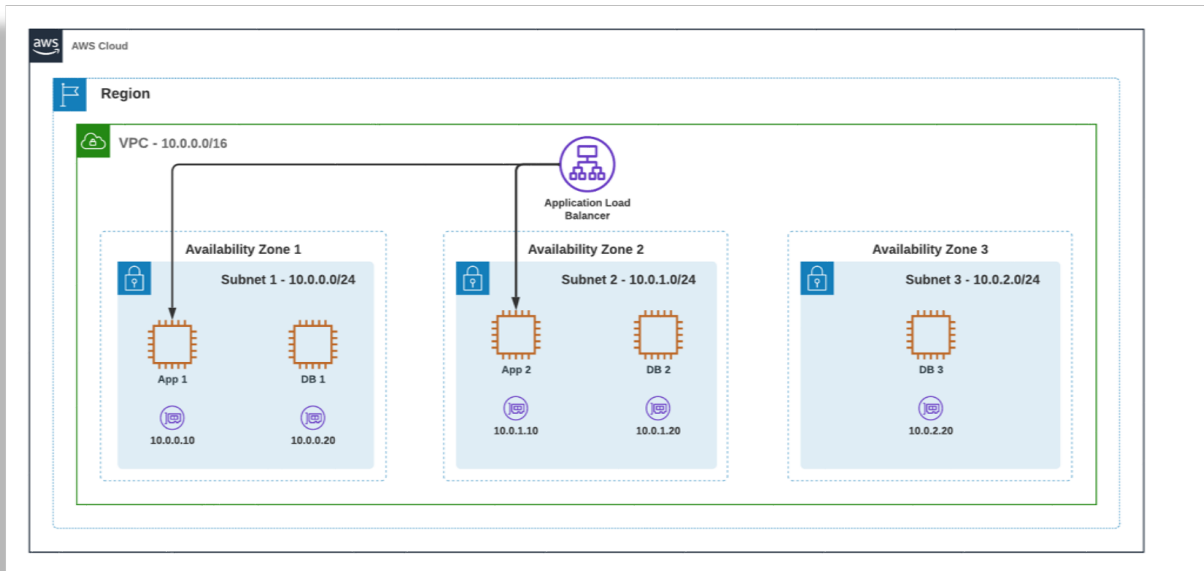 aws
AWS Cloud
Region
VPC - 10.0.0.0/16
Application Load
Balancer
Availability Zone 1
Subnet 1 - 10.0.0.0/24
App 1
DB 1
10.0.0.10
10.0.0.20
Availability Zone 2
Subnet 2 - 10.0.1.0/24
App 2
DB 2
10.0.1.10
10.0.1.20
Availability Zone 3
Subnet 3 - 10.0.2.0/24
DB 3
10.0.2.20